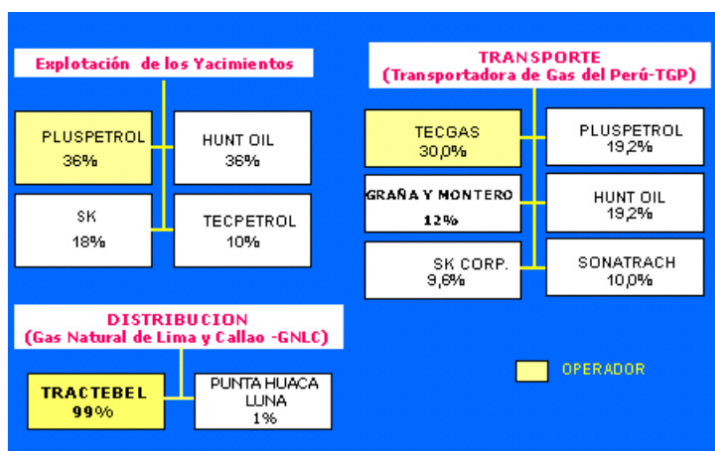 Explotación de los Yacimientos
PLUSPETROL
36%
HUNT OIL
36%
SK
18%
TECPETROL
10%
TRANSPORTE
(Transportadora de Gas del Perú-TGP)
TECGAS
30,0%
PLUSPETROL
19,2%
GRAÑA Y MONTERO
12%
HUNT OIL
19,2%
SK CORP.
9,6%
SONATRACH
10,0%
DISTRIBUCION
(Gas Natural de Lima y Callao -GNLC)
TRACTEBEL
99%
PUNTA HUACA
LUNA
1%
OPERADOR